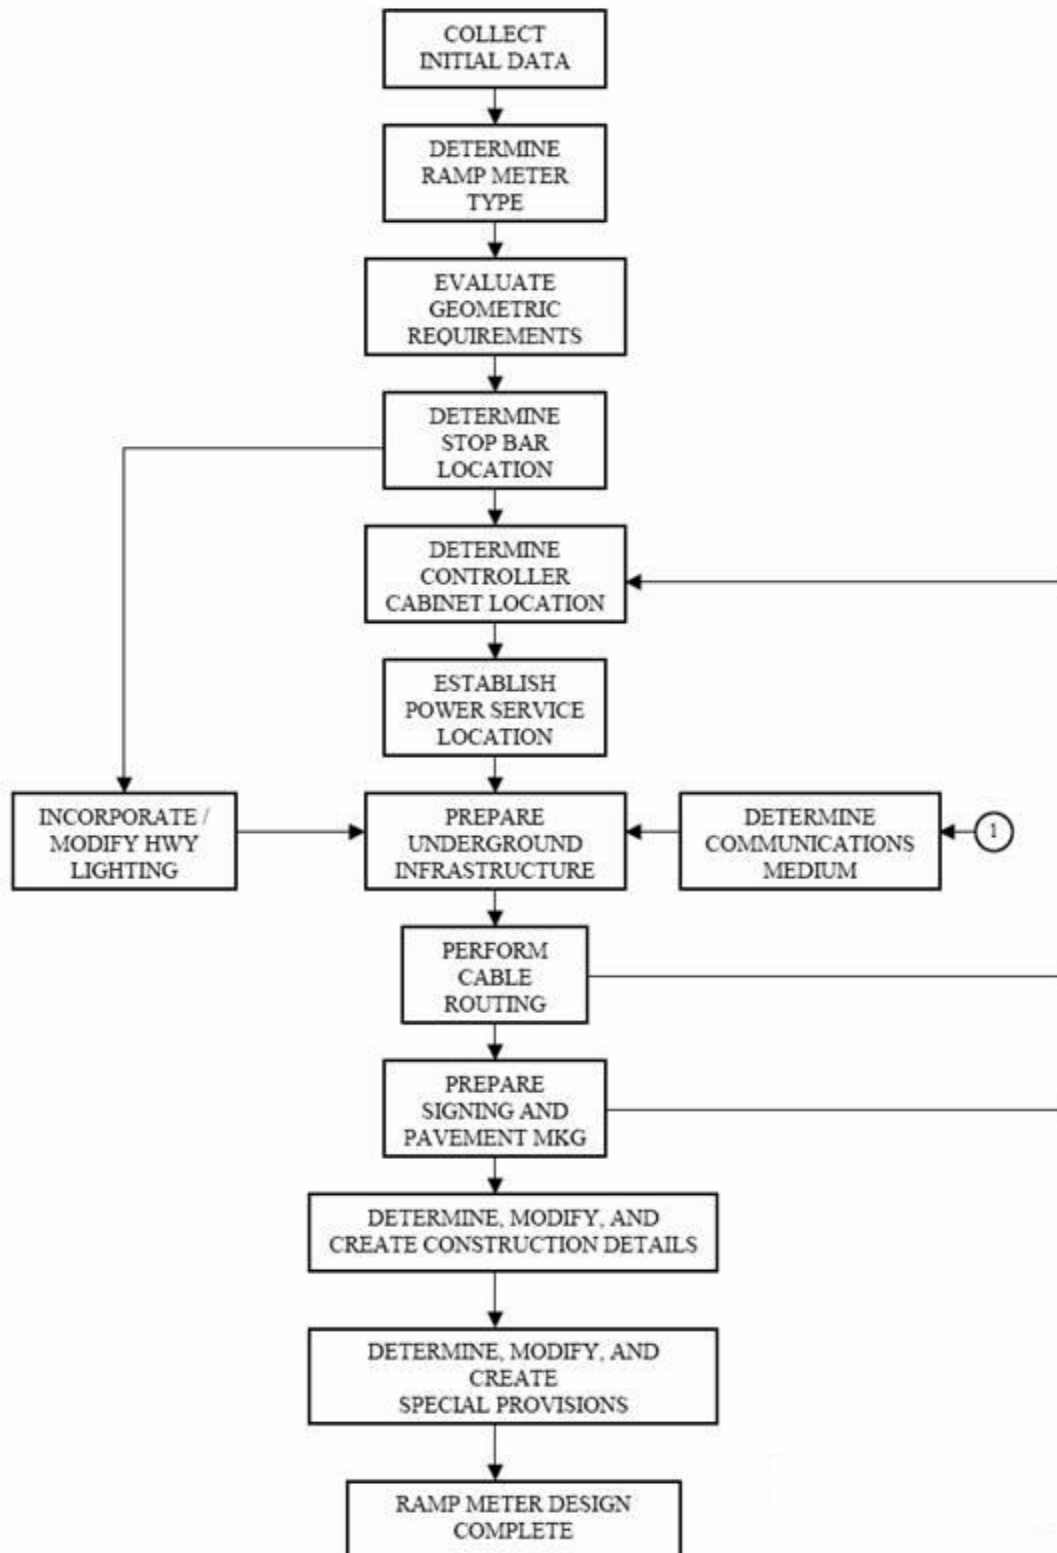 COLLECT
INITIAL DATA
DETERMINE
RAMP METER
TYPE
EVALUATE
GEOMETRIC
REQUIREMENTS
DETERMINE
STOP BAR
LOCATION
DETERMINE
CONTROLLER
CABINET LOCATION
ESTABLISH
POWER SERVICE
LOCATION
INCORPORATE /
MODIFY HWY
LIGHTING
PREPARE
UNDERGROUND
INFRASTRUCTURE
DETERMINE
COMMUNICATIONS
MEDIUM
1
PERFORM
CABLE
ROUTING
PREPARE
SIGNING AND
PAVEMENT MKG
DETERMINE, MODIFY, AND
CREATE CONSTRUCTION DETAILS
DETERMINE, MODIFY, AND
CREATE
SPECIAL PROVISIONS
RAMP METER DESIGN
COMPLETE